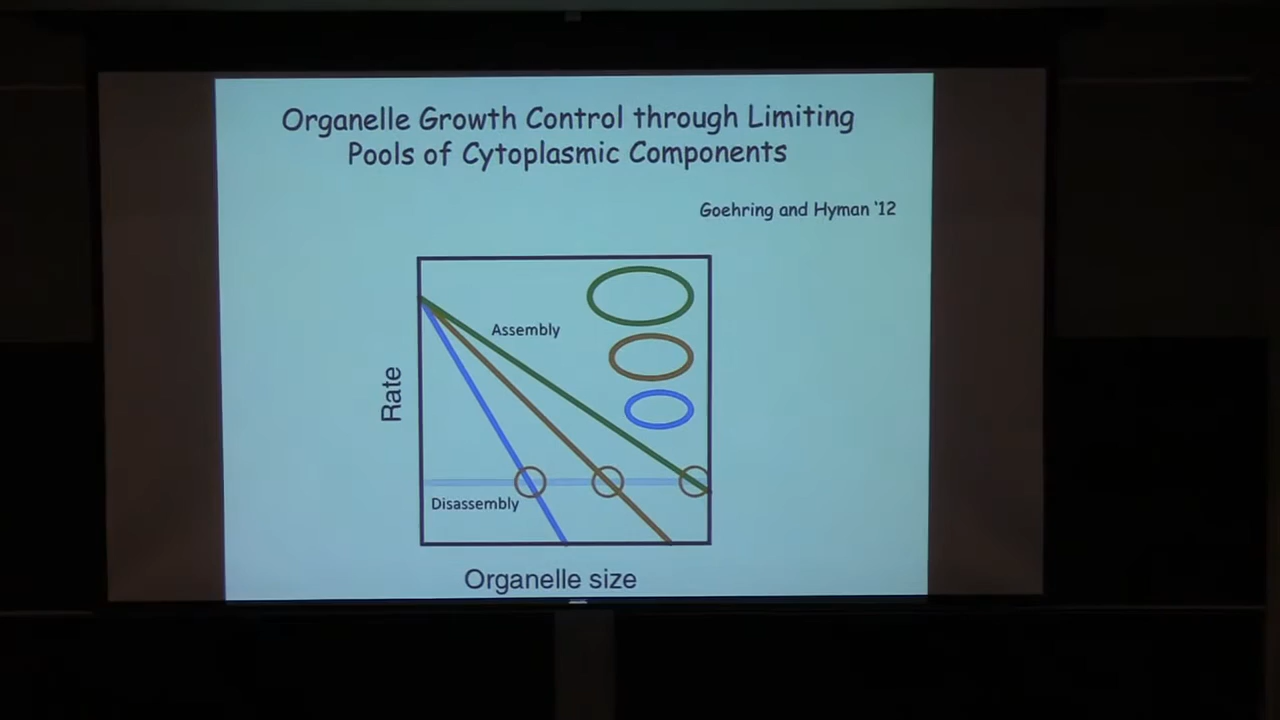 Organelle Growth Control through Limiting
Pools of Cytoplasmic Components
Goehring and Hyman '12
Assembly
Rate
Disassembly
Organelle size